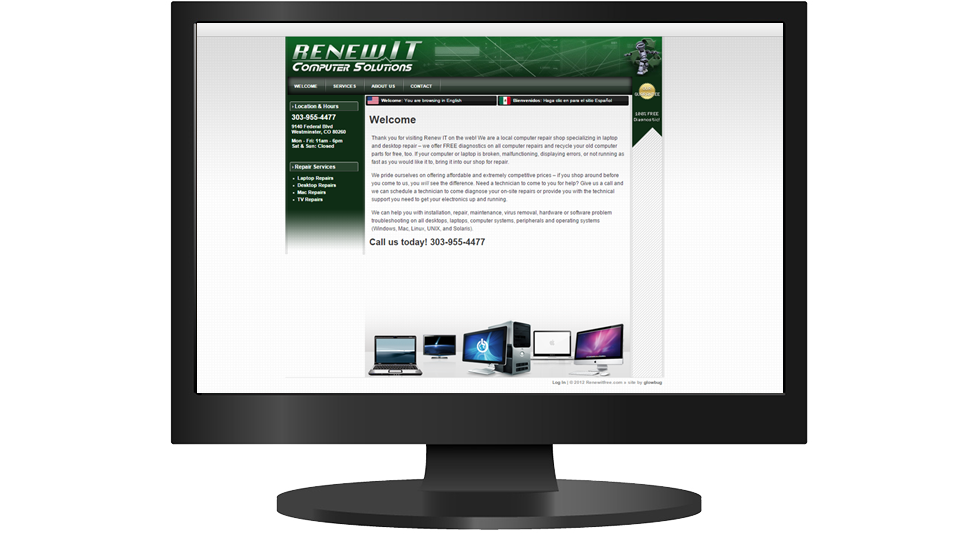 RENEW IT
COMPUTER SOLUTIONS
WELCOME SERVICES ABOUT US CONTACT
Welcome: You are browsing in English
Bienvenidos: Haga clic en para el sitio Español
100% FREE
Diagnostics!
› Location & Hours
303-955-4477
9140 Federal Blvd
Westminster, CO 80260
Mon - Fri: 11am - 8pm
Sat & Sun: Closed
› Repair Services
• Laptop Repairs
• Desktop Repairs
• Mac Repairs
• TV Repairs
Welcome
Thank you for visiting Renew IT on the web! We are a local computer repair shop specializing in laptop
and desktop repair – we offer FREE diagnostics on all computer repairs and recycle your old computer
parts for free, too. If your computer or laptop is broken, malfunctioning, displaying errors, or not running as
fast as you would like it to, bring it into our shop for repair.
We pride ourselves on offering affordable and extremely competitive prices – if you shop around before
you come to us, you will see the difference. Need a technician to come to you for help? Give us a call and
we can schedule a technician to come diagnose your on-site repairs or provide you with the technical
support you need to get your electronics up and running.
We can help you with installation, repair, maintenance, virus removal, hardware or software problem
troubleshooting on all desktops, laptops, computer systems, peripherals and operating systems
(Windows, Mac, Linux, UNIX, and Solaris).
Call us today! 303-955-4477
Log In | © 2012 Renewitfree.com • site by glowbug